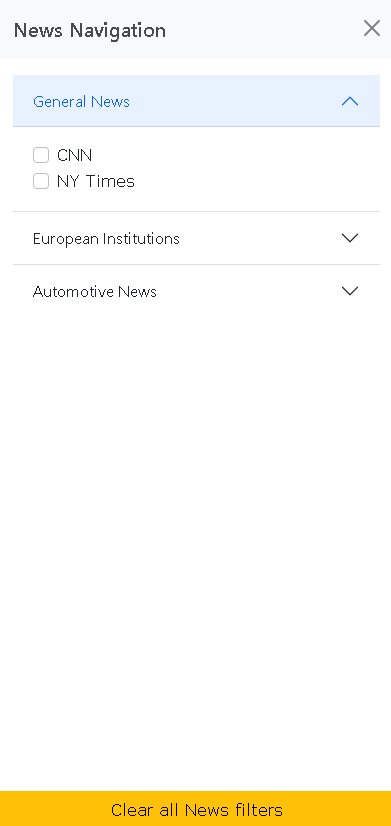 News Navigation
General News
CNN
NY Times
European Institutions
Automotive News
Clear all News filters